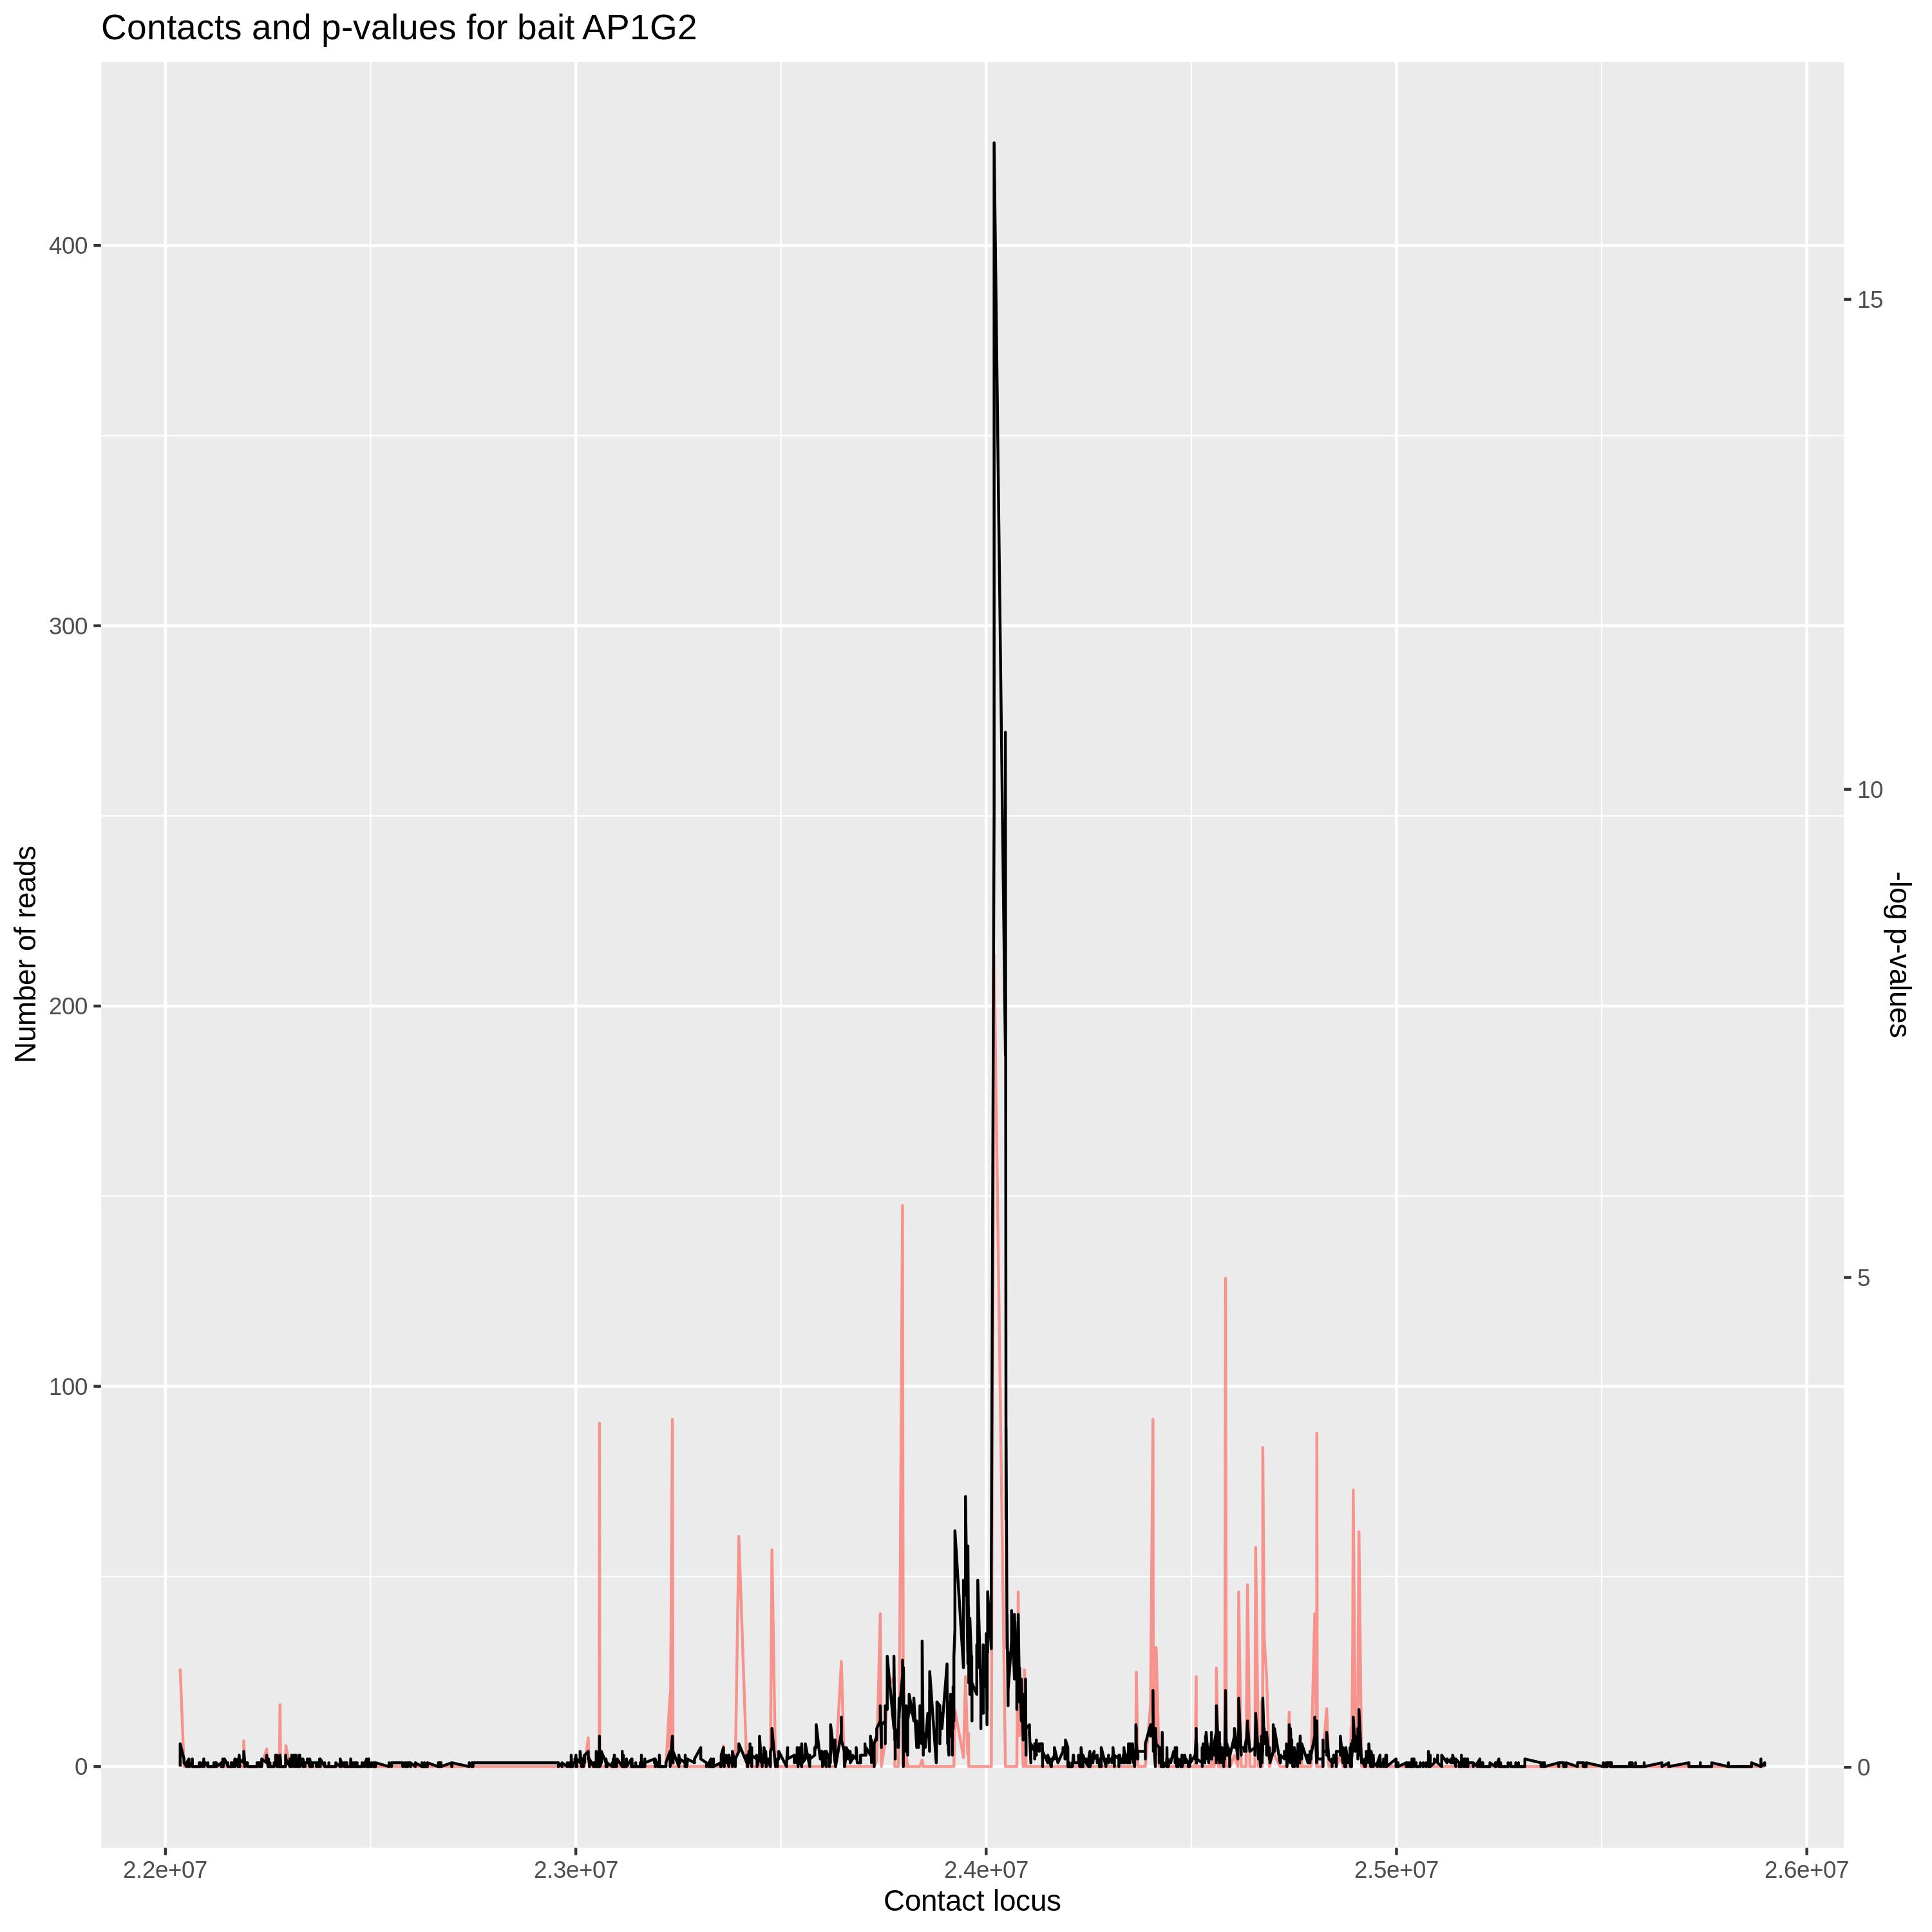 Contacts and p-values for bait AP1G2
400
300
200
100
0
Number of reads
15
10
5
0
-log p-values
2.2e+07
2.3e+07
2.4e+07
2.5e+07
2.6e+07
Contact locus